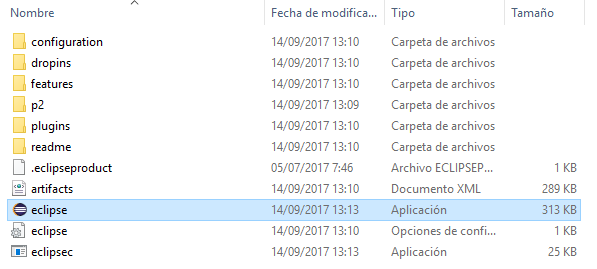 Nombre Fecha de modifica... Tipo Tamaño
configuration 14/09/2017 13:10 Carpeta de archivos
dropins 14/09/2017 13:10 Carpeta de archivos
features 14/09/2017 13:10 Carpeta de archivos
p2 14/09/2017 13:09 Carpeta de archivos
plugins 14/09/2017 13:10 Carpeta de archivos
readme 14/09/2017 13:10 Carpeta de archivos
.eclipseproduct 05/07/2017 7:46 Archivo ECLIPSEP... 1 KB
artifacts 14/09/2017 13:10 Documento XML 289 KB
eclipse 14/09/2017 13:13 Aplicación 313 KB
eclipse 14/09/2017 13:10 Opciones de confi... 1 KB
eclipsec 14/09/2017 13:13 Aplicación 25 KB